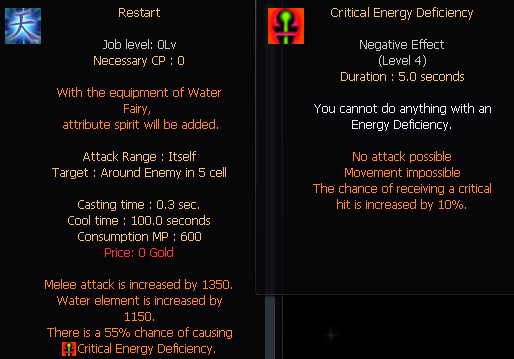 Restart
Job level: 0Lv
Necessary CP : 0
With the equipment of Water
Fairy,
attribute spirit will be added.
Attack Range : Itself
Target : Around Enemy in 5 cell
Casting time : 0.3 sec.
Cool time : 100.0 seconds
Consumption MP : 600
Price: 0 Gold
Melee attack is increased by 1350.
Water element is increased by
1150.
There is a 55% chance of causing
Critical Energy Deficiency.
Critical Energy Deficiency
Negative Effect
(Level 4)
Duration : 5.0 seconds
You cannot do anything with an
Energy Deficiency.
No attack possible
Movement impossible
The chance of receiving a critical
hit is increased by 10%.